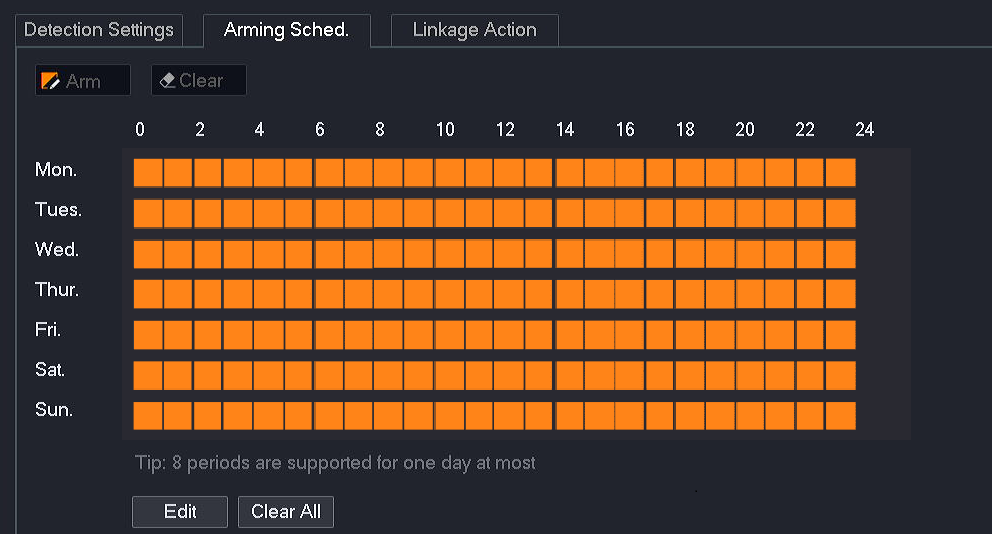 Detection Settings Arming Sched. Linkage Action
Arm Clear
0 2 4 6 8 10 12 14 16 18 20 22 24
Mon.
Tues.
Wed.
Thur.
Fri.
Sat.
Sun.
Tip: 8 periods are supported for one day at most
Edit Clear All